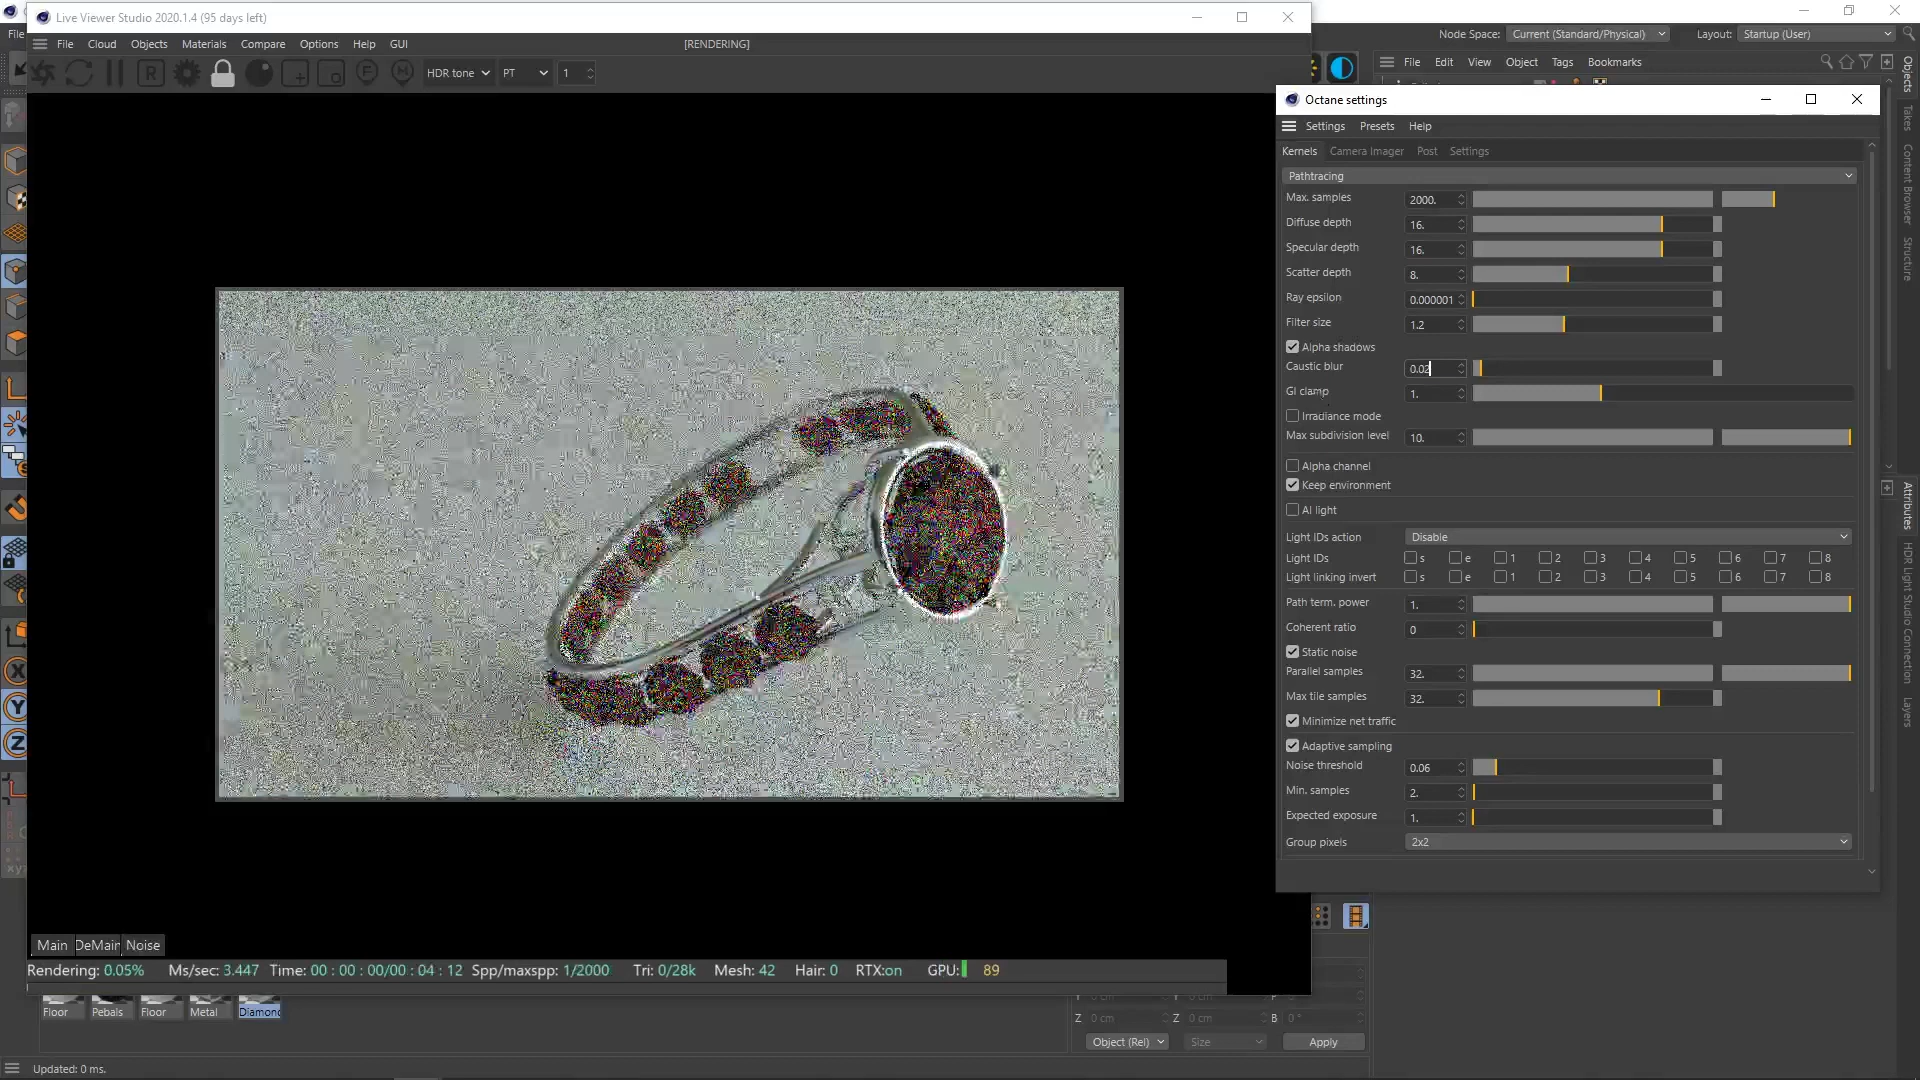 Live Viewer Studio 2020.1.4 (95 days left)
File Cloud Objects Materials Compare Options Help GUI [RENDERING]
HDR tone PT 1
File
Node Space: Current (Standard/Physical) Layout: Startup (User)
File Edit View Object Tags Bookmarks
Objects
Takes
Content Browser
Structure
Attributes
HDR Light Studio Connection
Layers
Octane settings
Settings Presets Help
Kernels Camera Imager Post Settings
Pathtracing
Max. samples 2000.
Diffuse depth 16.
Specular depth 16.
Scatter depth 8.
Ray epsilon 0.000001
Filter size 1.2
Alpha shadows
Caustic blur 0.02
GI clamp 1.
Irradiance mode
Max subdivision level 10.
Alpha channel
Keep environment
AI light
Light IDs action Disable
Light IDs s e 1 2 3 4 5 6 7 8
Light linking invert s e 1 2 3 4 5 6 7 8
Path term. power 1.
Coherent ratio 0
Static noise
Parallel samples 32.
Max tile samples 32.
Minimize net traffic
Adaptive sampling
Noise threshold 0.06
Min. samples 2.
Expected exposure 1.
Group pixels 2x2
Main DeMain Noise
Rendering: 0.05% Ms/sec: 3.447 Time: 00 : 00 : 00/00 : 04 : 12 Spp/maxspp: 1/2000 Tri: 0/28k Mesh: 42 Hair: 0 RTX:on GPU: 89
Floor Pebals Floor Metal Diamond
Z 0 cm Z 0 cm B 0 °
Object (Rel) Size Apply
Updated: 0 ms.